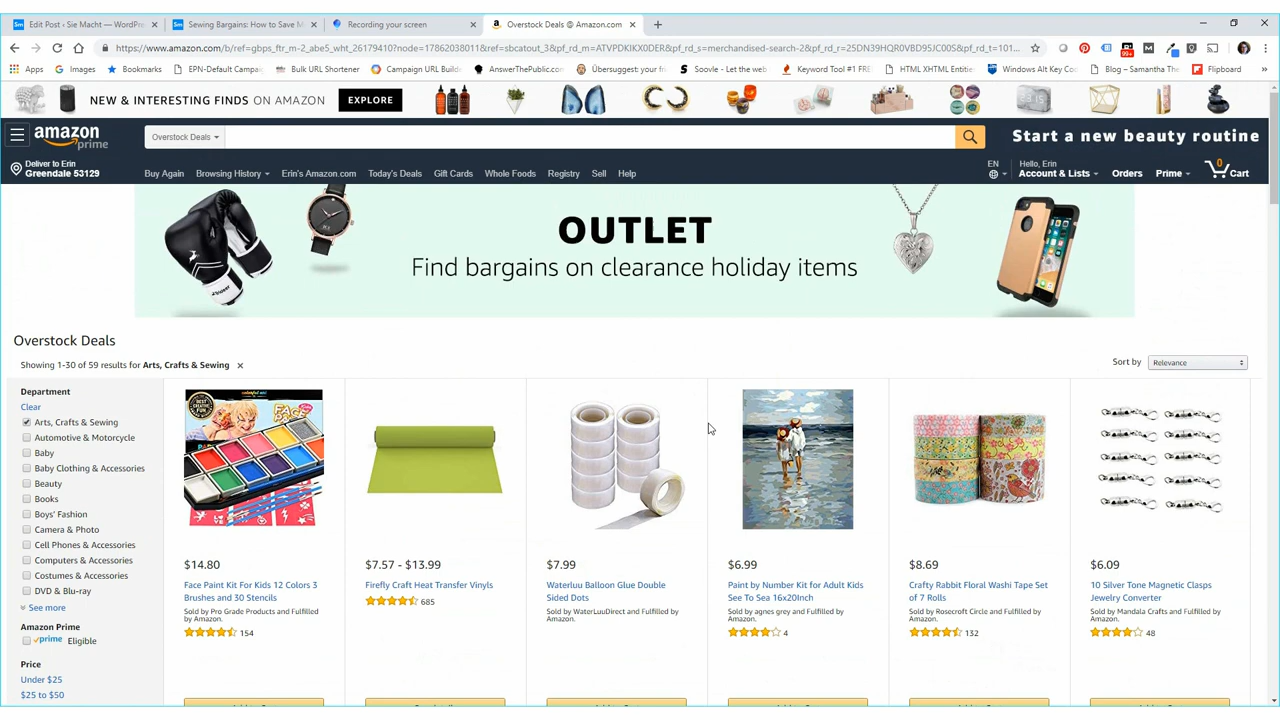 Edit Post ‹ Sie Macht — WordPre
Sewing Bargains: How to Save M
Recording your screen
Overstock Deals @ Amazon.com
https://www.amazon.com/b/ref=gbps_ftr_m-2_abe5_wht_26179410?node=17862038011&ref=sbcatout_3&pf_rd_m=ATVPDKIKX0DER&pf_rd_s=merchandised-search-2&pf_rd_r=25DN39HQR0VBD95JC00S&pf_rd_t=101...
99+
Apps
Images
Bookmarks
EPN-Default Campai
Bulk URL Shortener
Campaign URL Build
AnswerThePublic.com
Übersuggest: your fr
Soovle - Let the web
Keyword Tool #1 FRE
HTML XHTML Entitie
Windows Alt Key Co
Blog – Samantha The
Flipboard
NEW & INTERESTING FINDS ON AMAZON
EXPLORE
amazon
prime
Overstock Deals
Start a new beauty routine
Deliver to Erin
Greendale 53129
Buy Again
Browsing History
Erin's Amazon.com
Today's Deals
Gift Cards
Whole Foods
Registry
Sell
Help
EN
Hello, Erin
Account & Lists
Orders
Prime
0
Cart
OUTLET
Find bargains on clearance holiday items
Overstock Deals
Showing 1-30 of 59 results for Arts, Crafts & Sewing
Sort by
Relevance
Department
Clear
Arts, Crafts & Sewing
Automotive & Motorcycle
Baby
Baby Clothing & Accessories
Beauty
Books
Boys' Fashion
Camera & Photo
Cell Phones & Accessories
Computers & Accessories
Costumes & Accessories
DVD & Blu-ray
See more
Amazon Prime
prime Eligible
Price
Under $25
$25 to $50
$14.80
Face Paint Kit For Kids 12 Colors 3
Brushes and 30 Stencils
Sold by Pro Grade Products and Fulfilled
by Amazon.
154
$7.57 - $13.99
Firefly Craft Heat Transfer Vinyls
685
$7.99
Waterluu Balloon Glue Double
Sided Dots
Sold by WaterLuuDirect and Fulfilled by
Amazon.
$6.99
Paint by Number Kit for Adult Kids
See To Sea 16x20Inch
Sold by agnes grey and Fulfilled by
Amazon.
4
$8.69
Crafty Rabbit Floral Washi Tape Set
of 7 Rolls
Sold by Rosecroft Circle and Fulfilled by
Amazon.
132
$6.09
10 Silver Tone Magnetic Clasps
Jewelry Converter
Sold by Mandala Crafts and Fulfilled by
Amazon.
48